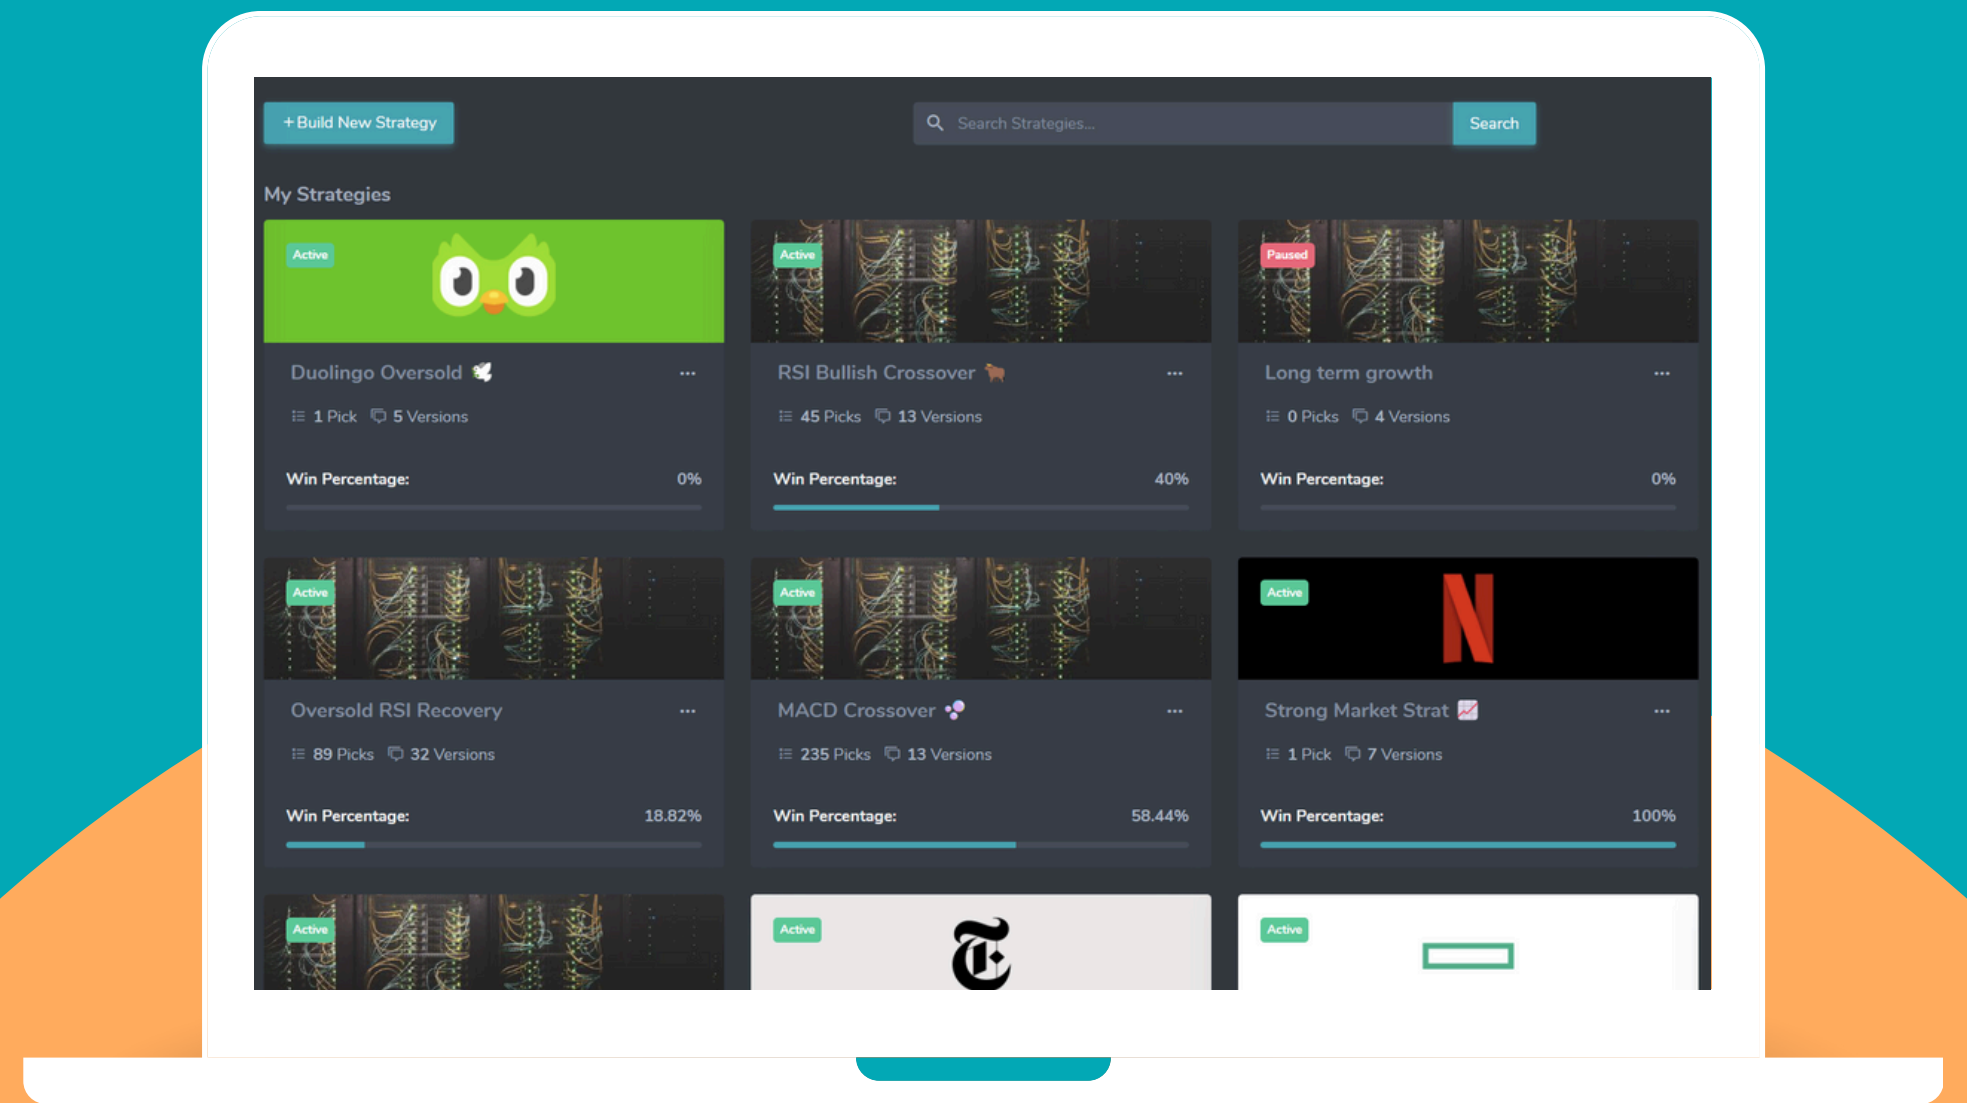 + Build New Strategy
Search Strategies...
Search
My Strategies
Active
Active
Paused
Duolingo Oversold 🕊️ ...
RSI Bullish Crossover 🐂 ...
Long term growth ...
1 Pick 5 Versions
45 Picks 13 Versions
0 Picks 4 Versions
Win Percentage: 0%
Win Percentage: 40%
Win Percentage: 0%
Active
Active
Active
N
Oversold RSI Recovery ...
MACD Crossover 🫧 ...
Strong Market Strat 📈 ...
89 Picks 32 Versions
235 Picks 13 Versions
1 Pick 7 Versions
Win Percentage: 18.82%
Win Percentage: 58.44%
Win Percentage: 100%
Active
Active
Active
T